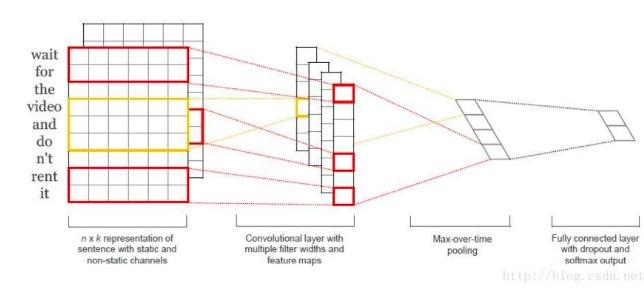 wait
for
the
video
and
do
n't
rent
it
n x k representation of
sentence with static and
non-static channels
Convolutional layer with
multiple filter widths and
feature maps
Max-over-time
pooling
Fully connected layer
with dropout and
softmax output
http://blog.csdn.net